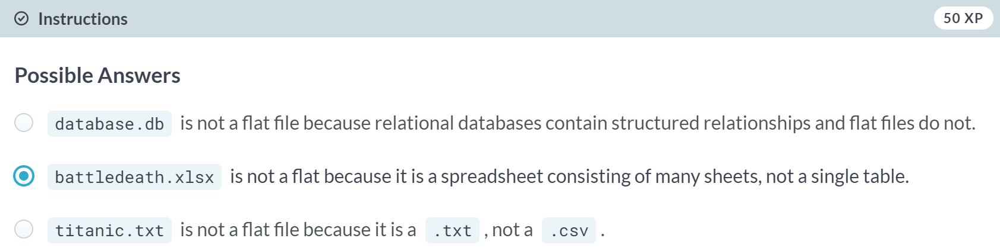 Instructions 50 XP
Possible Answers
database.db is not a flat file because relational databases contain structured relationships and flat files do not.
battledeath.xlsx is not a flat because it is a spreadsheet consisting of many sheets, not a single table.
titanic.txt is not a flat file because it is a .txt , not a .csv .